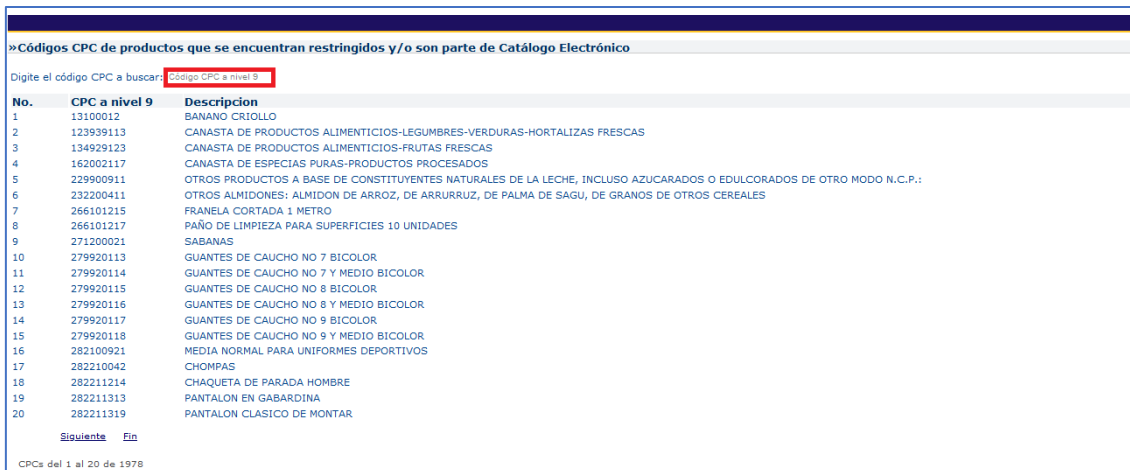 »Códigos CPC de productos que se encuentran restringidos y/o son parte de Catálogo Electrónico
Digite el código CPC a buscar: Código CPC a nivel 9
No. CPC a nivel 9 Descripcion
1 13100012 BANANO CRIOLLO
2 123939113 CANASTA DE PRODUCTOS ALIMENTICIOS-LEGUMBRES-VERDURAS-HORTALIZAS FRESCAS
3 134929123 CANASTA DE PRODUCTOS ALIMENTICIOS-FRUTAS FRESCAS
4 162002117 CANASTA DE ESPECIAS PURAS-PRODUCTOS PROCESADOS
5 229900911 OTROS PRODUCTOS A BASE DE CONSTITUYENTES NATURALES DE LA LECHE, INCLUSO AZUCARADOS O EDULCORADOS DE OTRO MODO N.C.P.:
6 232200411 OTROS ALMIDONES: ALMIDON DE ARROZ, DE ARRURRUZ, DE PALMA DE SAGU, DE GRANOS DE OTROS CEREALES
7 266101215 FRANELA CORTADA 1 METRO
8 266101217 PAÑO DE LIMPIEZA PARA SUPERFICIES 10 UNIDADES
9 271200021 SABANAS
10 279920113 GUANTES DE CAUCHO NO 7 BICOLOR
11 279920114 GUANTES DE CAUCHO NO 7 Y MEDIO BICOLOR
12 279920115 GUANTES DE CAUCHO NO 8 BICOLOR
13 279920116 GUANTES DE CAUCHO NO 8 Y MEDIO BICOLOR
14 279920117 GUANTES DE CAUCHO NO 9 BICOLOR
15 279920118 GUANTES DE CAUCHO NO 9 Y MEDIO BICOLOR
16 282100921 MEDIA NORMAL PARA UNIFORMES DEPORTIVOS
17 282210042 CHOMPAS
18 282211214 CHAQUETA DE PARADA HOMBRE
19 282211313 PANTALON EN GABARDINA
20 282211319 PANTALON CLASICO DE MONTAR
Siguiente Fin
CPCs del 1 al 20 de 1978